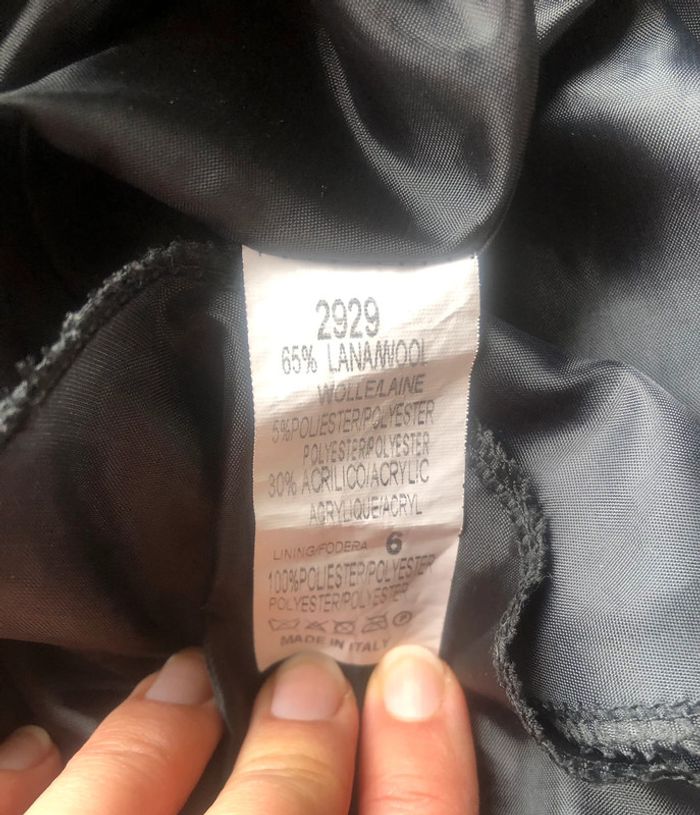 2929
65% LANA/WOOL
WOLLE/LAINE
5%POLIESTER/POLYESTER
POLYESTER/POLYESTER
30% ACRILICO/ACRYLIC
ACRYLIQUE/ACRYL
LINING/FODERA 6
100%POLIESTER/POLYESTER
POLYESTER/POLYESTER
MADE IN ITALY